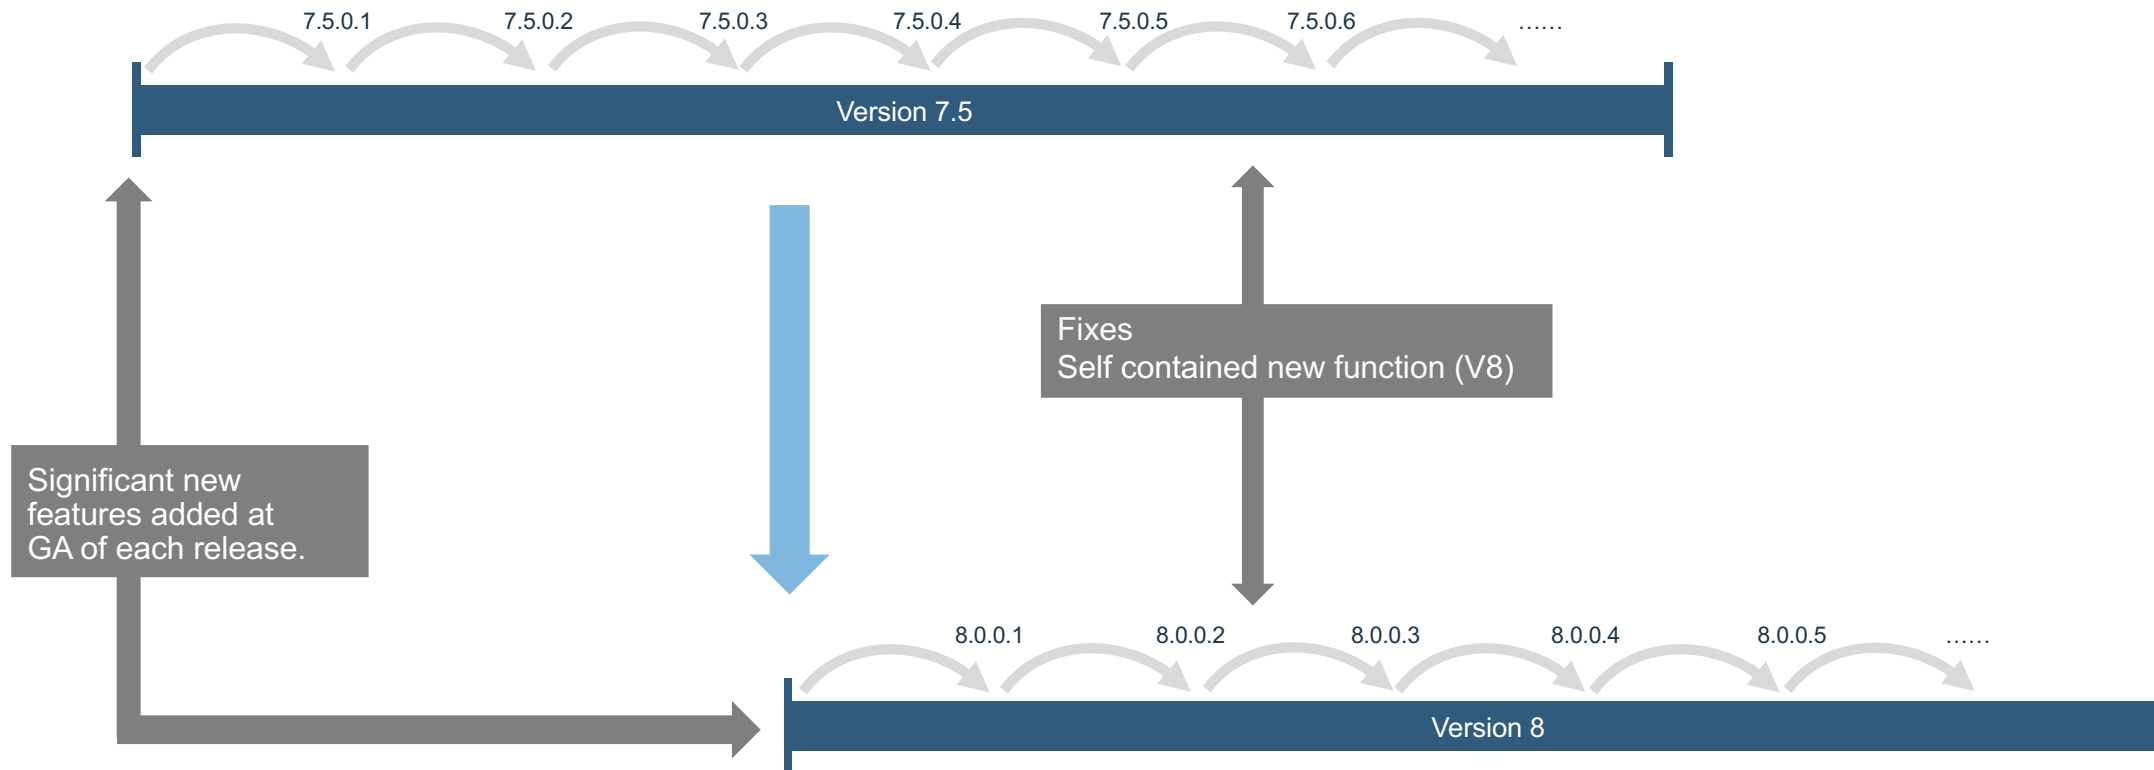 7.5.0.1 7.5.0.2 7.5.0.3 7.5.0.4 7.5.0.5 7.5.0.6 ......
Version 7.5
Fixes
Self contained new function (V8)
Significant new
features added at
GA of each release.
8.0.0.1 8.0.0.2 8.0.0.3 8.0.0.4 8.0.0.5 ......
Version 8